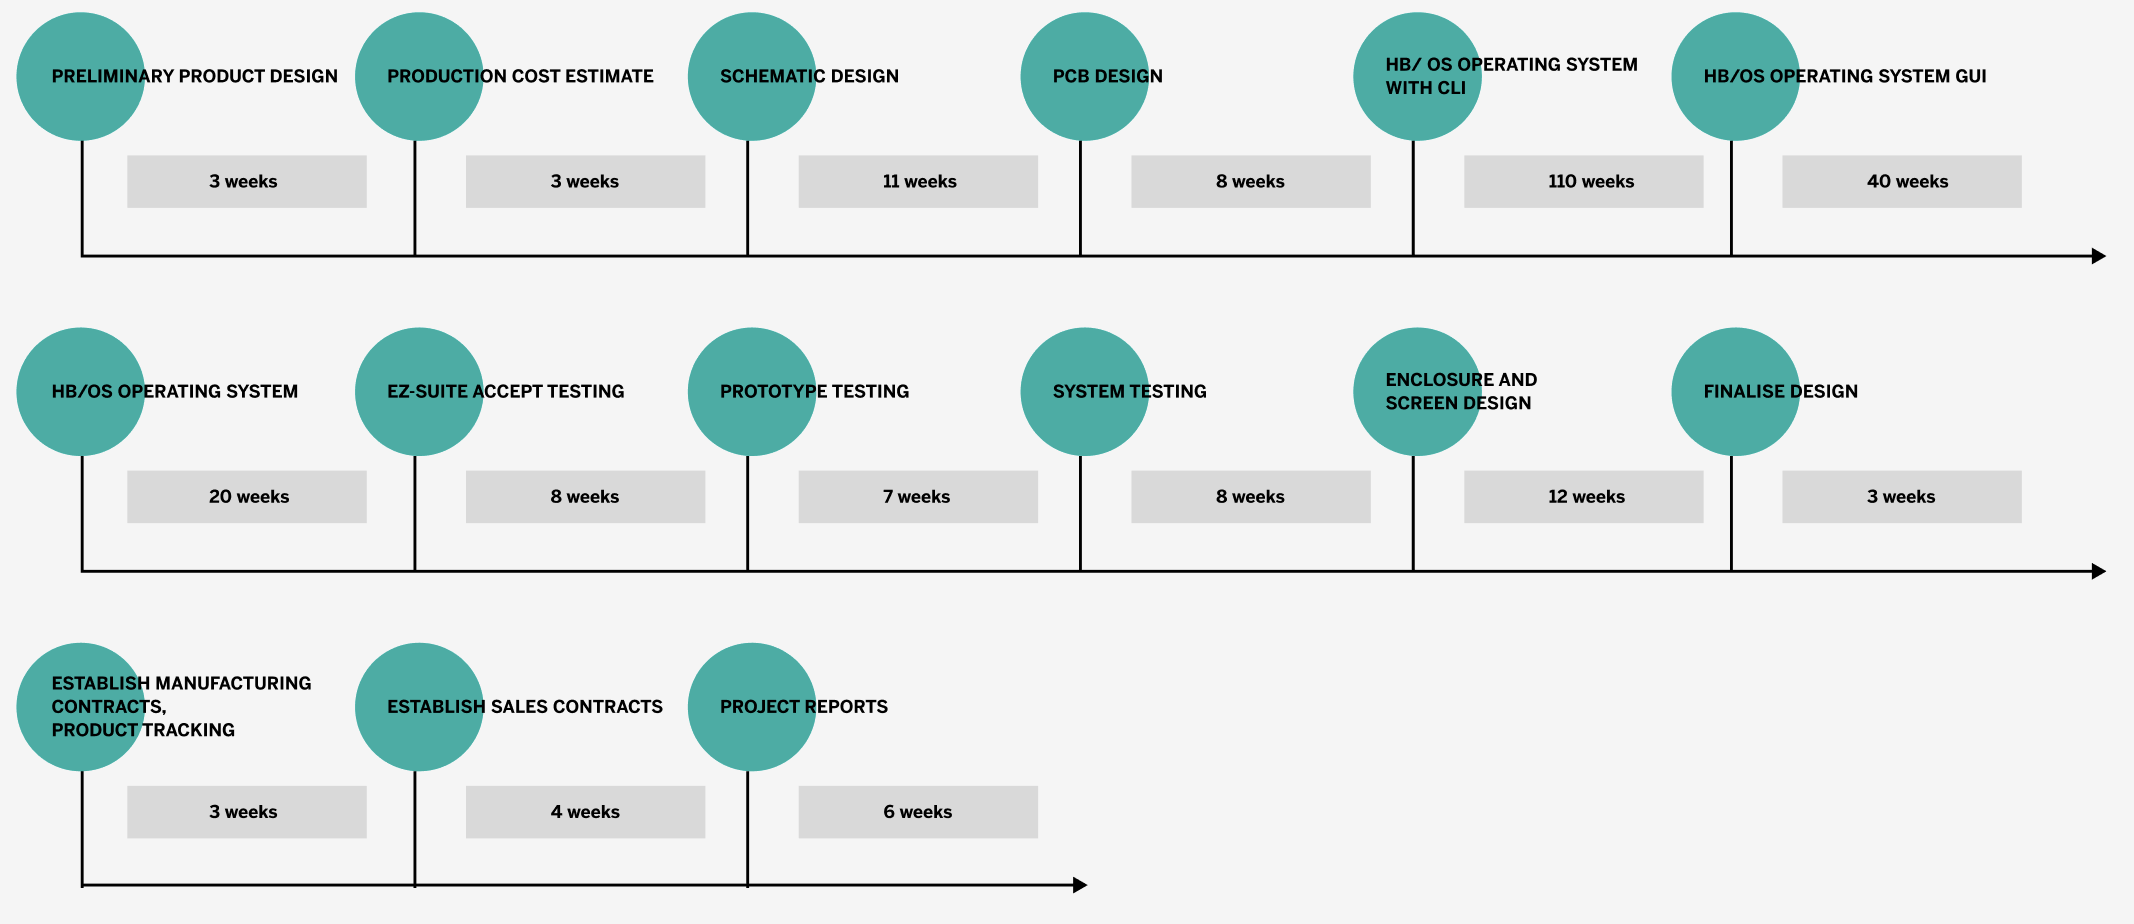 PRELIMINARY PRODUCT DESIGN
PRODUCTION COST ESTIMATE
SCHEMATIC DESIGN
PCB DESIGN
HB/ OS OPERATING SYSTEM
WITH CLI
HB/OS OPERATING SYSTEM GUI
3 weeks
3 weeks
11 weeks
8 weeks
110 weeks
40 weeks
HB/OS OPERATING SYSTEM
EZ-SUITE ACCEPT TESTING
PROTOTYPE TESTING
SYSTEM TESTING
ENCLOSURE AND
SCREEN DESIGN
FINALISE DESIGN
20 weeks
8 weeks
7 weeks
8 weeks
12 weeks
3 weeks
ESTABLISH MANUFACTURING
CONTRACTS,
PRODUCT TRACKING
ESTABLISH SALES CONTRACTS
PROJECT REPORTS
3 weeks
4 weeks
6 weeks